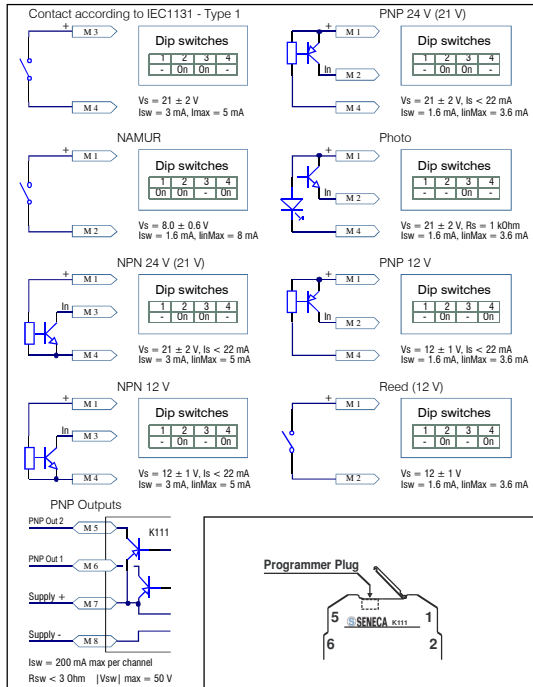 Contact according to IEC1131 - Type 1
+ M 3
M 4
Dip switches
1 2 3 4
- On On -
Vs = 21 ± 2 V
Isw = 3 mA, Imax = 5 mA
PNP 24 V (21 V)
+ M 1
In M 2
M 4
Dip switches
1 2 3 4
- On On -
Vs = 21 ± 2 V, Is < 22 mA
Isw = 1.6 mA, IinMax = 3.6 mA
NAMUR
+ M 1
M 2
Dip switches
1 2 3 4
On On - On
Vs = 8.0 ± 0.6 V
Isw = 1.6 mA, IinMax = 8 mA
Photo
+ M 1
In M 2
M 4
Dip switches
1 2 3 4
- - On -
Vs = 21 ± 2 V, Rs = 1 kOhm
Isw = 1.6 mA, IinMax = 3.6 mA
NPN 24 V (21 V)
+ M 1
In M 3
M 4
Dip switches
1 2 3 4
- On On -
Vs = 21 ± 2 V, Is < 22 mA
Isw = 3 mA, IinMax = 5 mA
PNP 12 V
+ M 1
In M 2
M 4
Dip switches
1 2 3 4
- On - On
Vs = 12 ± 1 V, Is < 22 mA
Isw = 1.6 mA, IinMax = 3.6 mA
NPN 12 V
+ M 1
In M 3
M 4
Dip switches
1 2 3 4
- On - On
Vs = 12 ± 1 V, Is < 22 mA
Isw = 3 mA, IinMax = 5 mA
Reed (12 V)
+ M 1
M 2
Dip switches
1 2 3 4
- On - On
Vs = 12 ± 1 V
Isw = 1.6 mA, IinMax = 3.6 mA
PNP Outputs
PNP Out 2 M 5
K111
PNP Out 1 M 6
Supply + M 7
Supply - M 8
Isw = 200 mA max per channel
Rsw < 3 Ohm |Vsw| max = 50 V
Programmer Plug
5 SENECA K111 1
6 2